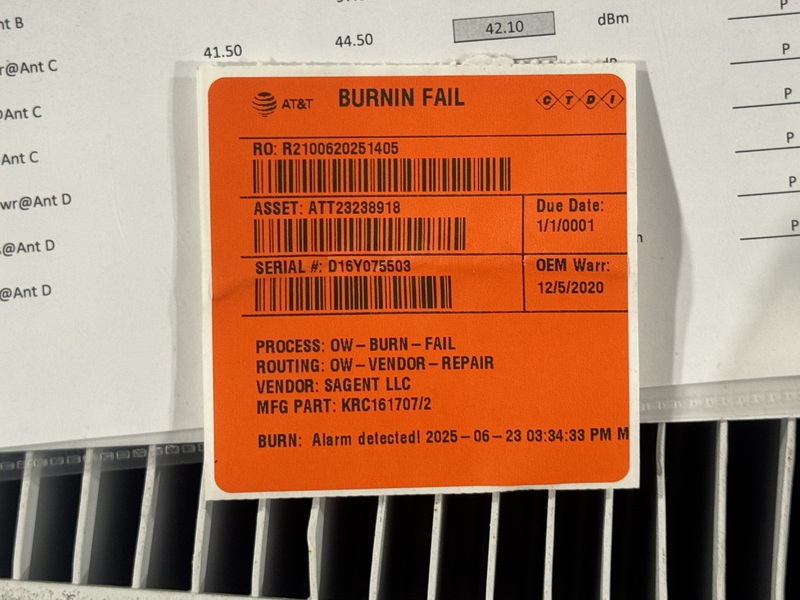 nt B
42.10
dBm
P
41.50
44.50
r@Ant C
P
Ant C
P
Ant C
P
wr@Ant D
P
@Ant D
P
@Ant D
AT&T
BURNIN FAIL
CTDI
RO: R2100620251405
ASSET: ATT23238918
Due Date:
1/1/0001
SERIAL #: D16Y075503
OEM Warr:
12/5/2020
PROCESS: OW-BURN-FAIL
ROUTING: OW-VENDOR-REPAIR
VENDOR: SAGENT LLC
MFG PART: KRC161707/2
BURN: Alarm detected! 2025-06-23 03:34:33 PM M